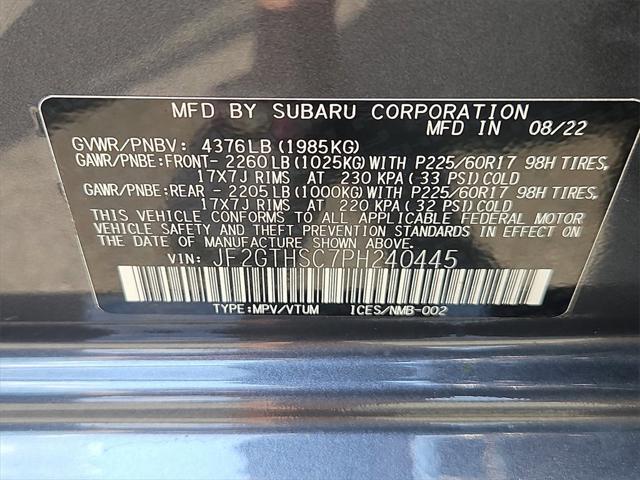 MFD BY SUBARU CORPORATION
MFD IN 08/22
GVWR/PNBV: 4376LB(1985KG)
GAWR/PNBE:FRONT- 2260LB(1025KG)WITH P225/60R17 98H TIRES,
17X7J RIMS AT 230 KPA(33 PSI)COLD
GAWR/PNBE:REAR - 2205LB(1000KG)WITH P225/60R17 98H TIRES,
17X7J RIMS AT 220 KPA(32 PSI)COLD
THIS VEHICLE CONFORMS TO ALL APPLICABLE FEDERAL MOTOR
VEHICLE SAFETY AND THEFT PREVENTION STANDARDS IN EFFECT ON
THE DATE OF MANUFACTURE SHOWN ABOVE.
VIN: JF2GTHSC7PH240445
TYPE:MPV/VTUM ICES/NMB-002